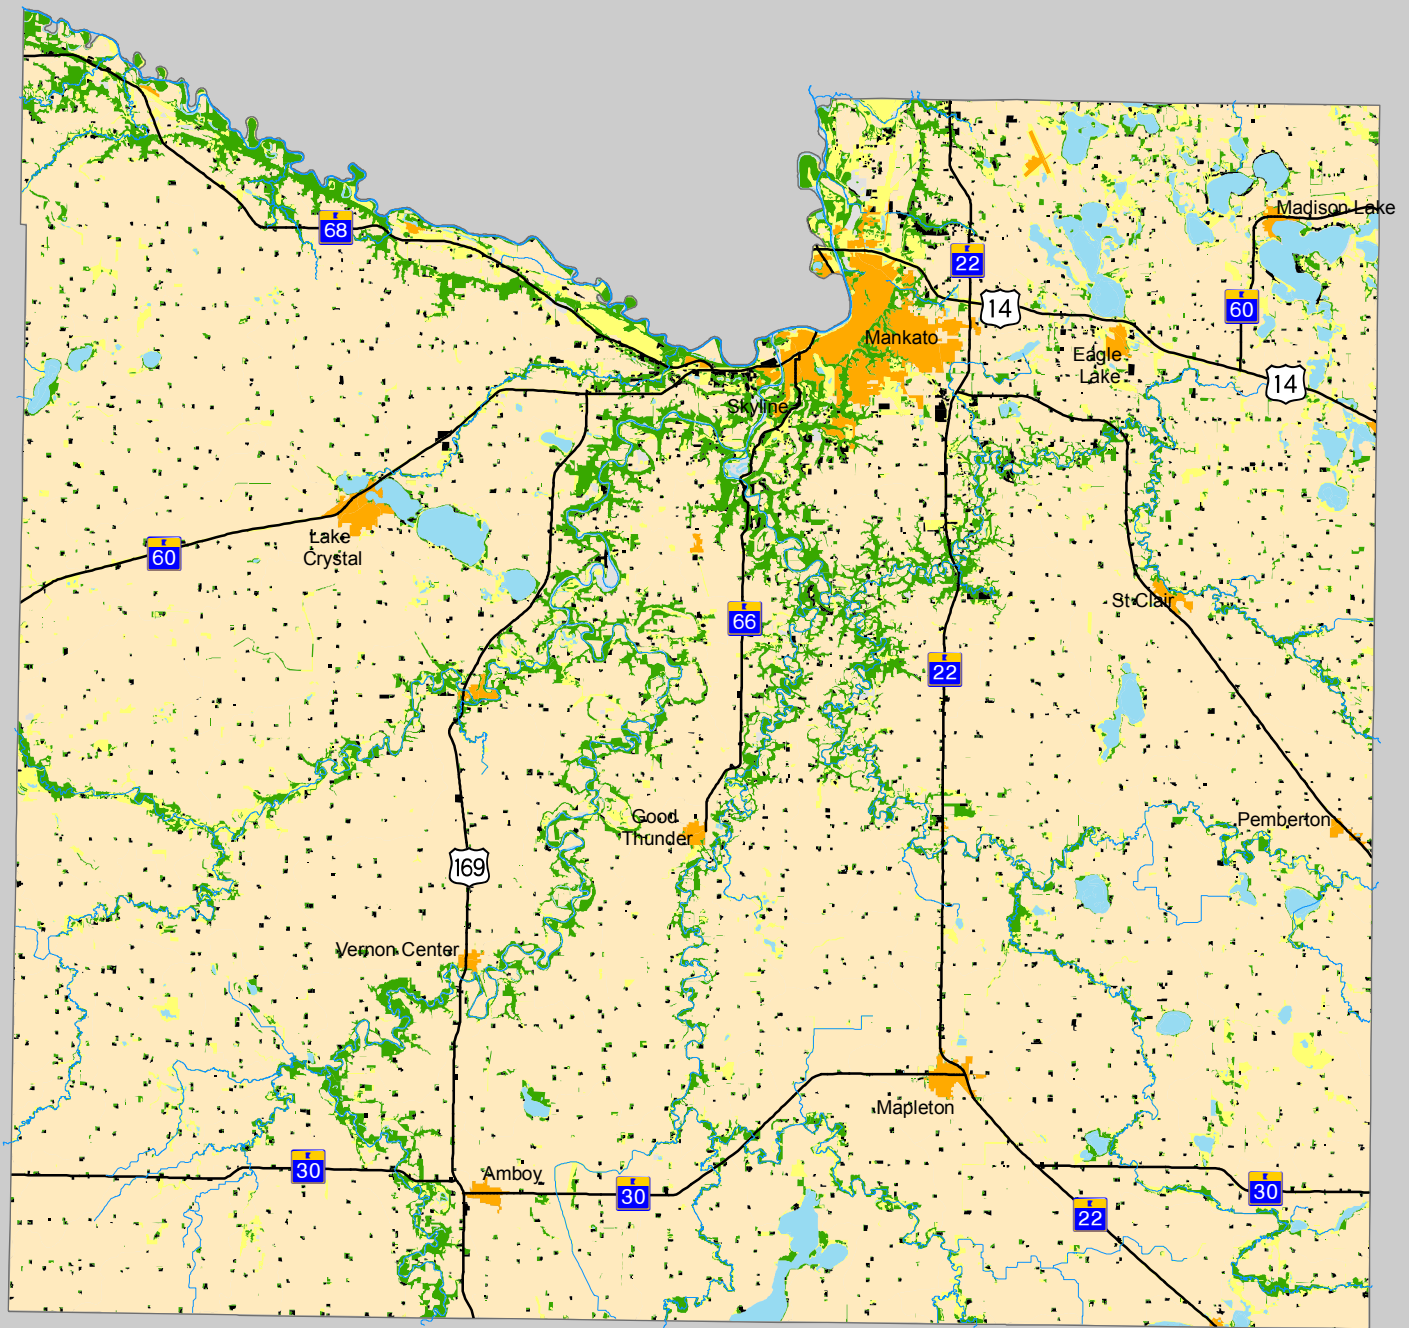 Madison Lake
68
22
14
60
Mankato
Eagle
Lake
14
Skyline
Lake
Crystal
60
St Clair
66
22
Good
Thunder
Pemberton
169
Vernon Center
Mapleton
30
Amboy
30
30
22